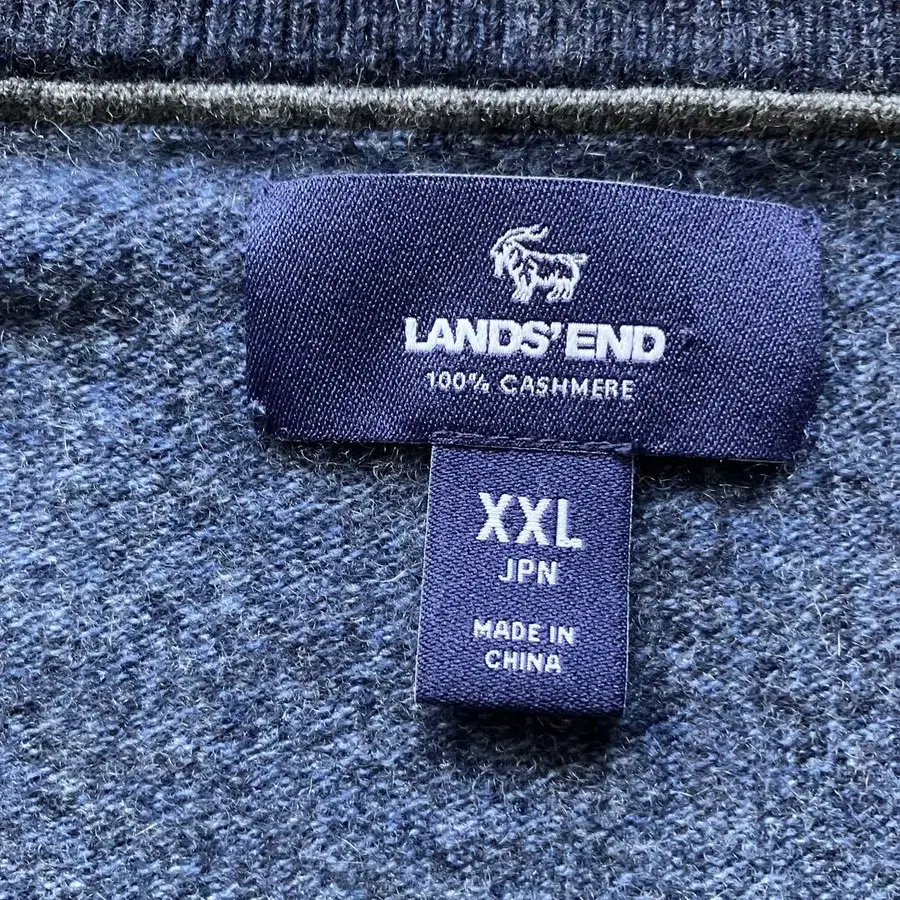 LANDS' END
100% CASHMERE
XXL
JPN
MADE IN
CHINA